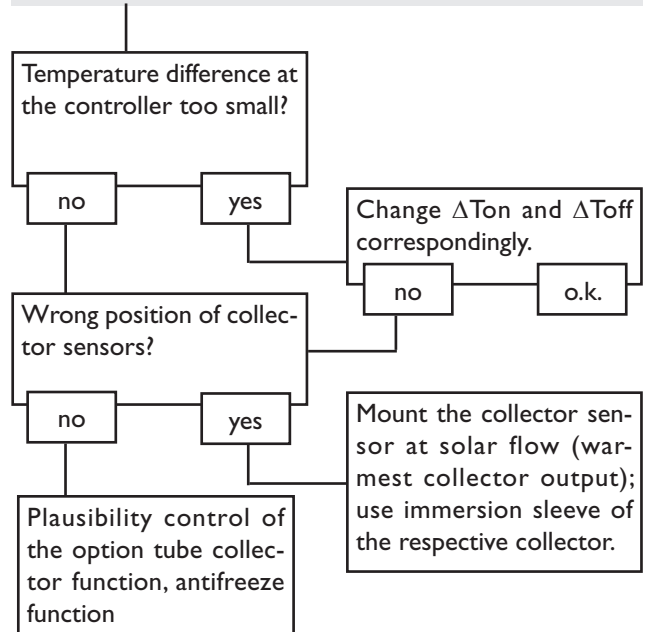 Temperature difference at
the controller too small?
no
yes
Change ΔTon and ΔToff
correspondingly.
no
o.k.
Wrong position of collec-
tor sensors?
no
yes
Mount the collector sen-
sor at solar flow (war-
mest collector output);
use immersion sleeve of
the respective collector.
Plausibility control of
the option tube collec-
tor function, antifreeze
function